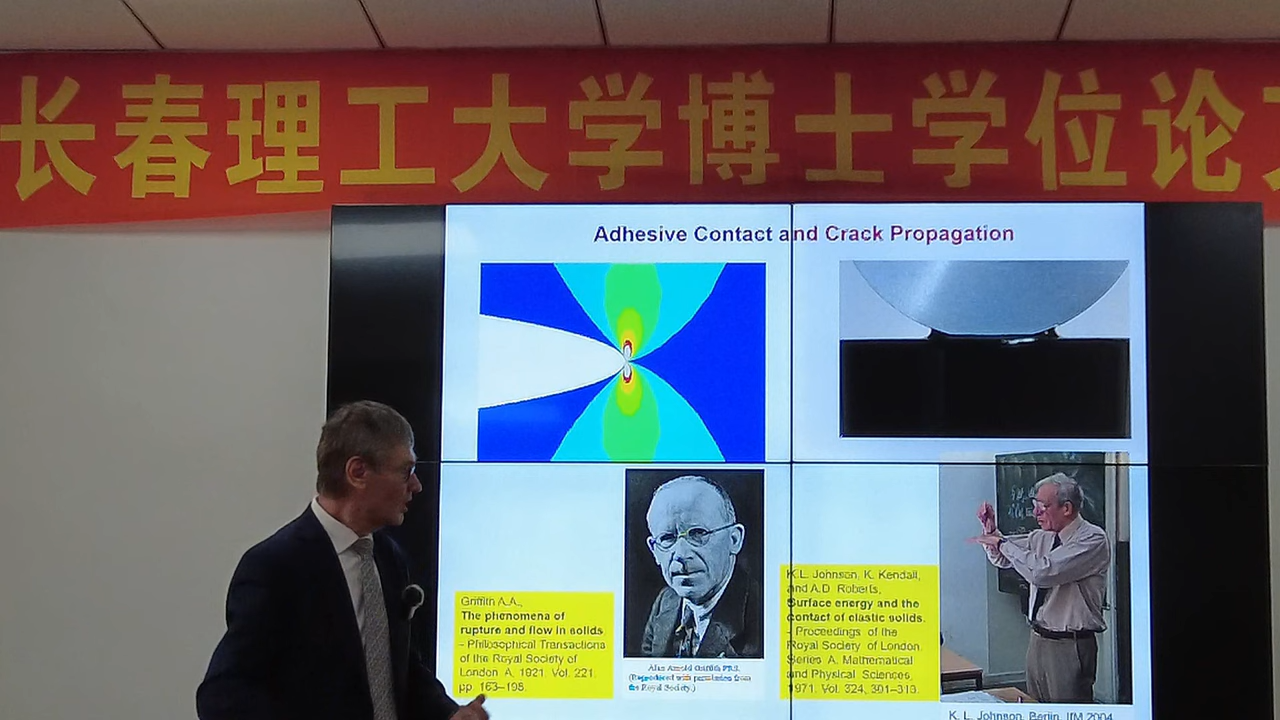 长春理工大学博士学位论
Adhesive Contact and Crack Propagation
Griffith A.A.,
The phenomena of
rupture and flow in solids.
– Philosophical Transactions
of the Royal Society of
London. A, 1921. Vol. 221.
pp. 163–198.
Alan Arnold Griffith FRS.
(Reproduced with permission from
the Royal Society.)
K.L. Johnson, K. Kendall,
and A.D. Roberts,
Surface energy and the
contact of elastic solids.
- Proceedings of the
Royal Society of London.
Series A, Mathematical
and Physical Sciences,
1971. Vol. 324, 301–313.
K. L. Johnson, Berlin, IfM 2004